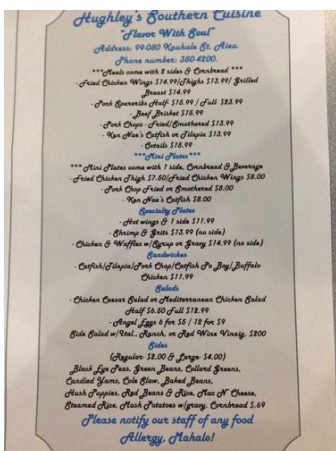 Hughley's Southern Cuisine
"Flavor With Soul"
Address: 99-080 Kauhale St. Aiea.
Phone number: 380-4200.
***Meals come with 2 sides & Cornbread ***
-Fried Chicken Wings $14.99/Thighs $13.99/ Grilled
Breast $14.99
- Pork Spareribs Half- $15.99 / Full- $23.99
- Beef Brisket $15.99
- Pork Chops - Fried/Smothered $13.99
- Ken Nae's Catfish or Tilapia $13.99
- Oxtails $15.99
***Mini Plates***
*** Mini Plates come with 1 side, Cornbread & Beverage
-Fried Chicken Thigh $7.50/Fried Chicken Wings $8.00
- Pork Chop Fried or Smothered $8.00
- Ken Nae's Catfish $8.00
Specialty Plates
- Hot wings & 1 side $11.99
- Shrimp & Grits $13.99 (no side)
- Chicken & Waffles w/Syrup or Gravy $14.99 (no side)
Sandwiches
- Catfish/Tilapia/Pork Chop/Catfish Po Boy/Buffalo
Chicken $11.99
Salads
- Chicken Caesar Salad or Mediterranean Chicken Salad
Half $6.50 Full $12.99
- Angel Eggs 6 for $5 / 12 for $9
Side Salad w/Ital., Ranch, or Red Wine Vinaig. $200
Sides
(Regular- $2.00 & Large- $4.00)
Black Eye Peas, Green Beans, Collard Greens,
Candied Yams, Cole Slaw, Baked Beans,
Hush Puppies, Red Beans & Rice, Mac N Cheese,
Steamed Rice, Mash Potatoes w/gravy, Cornbread $.69
Please notify our staff of any food
Allergy, Mahalo!